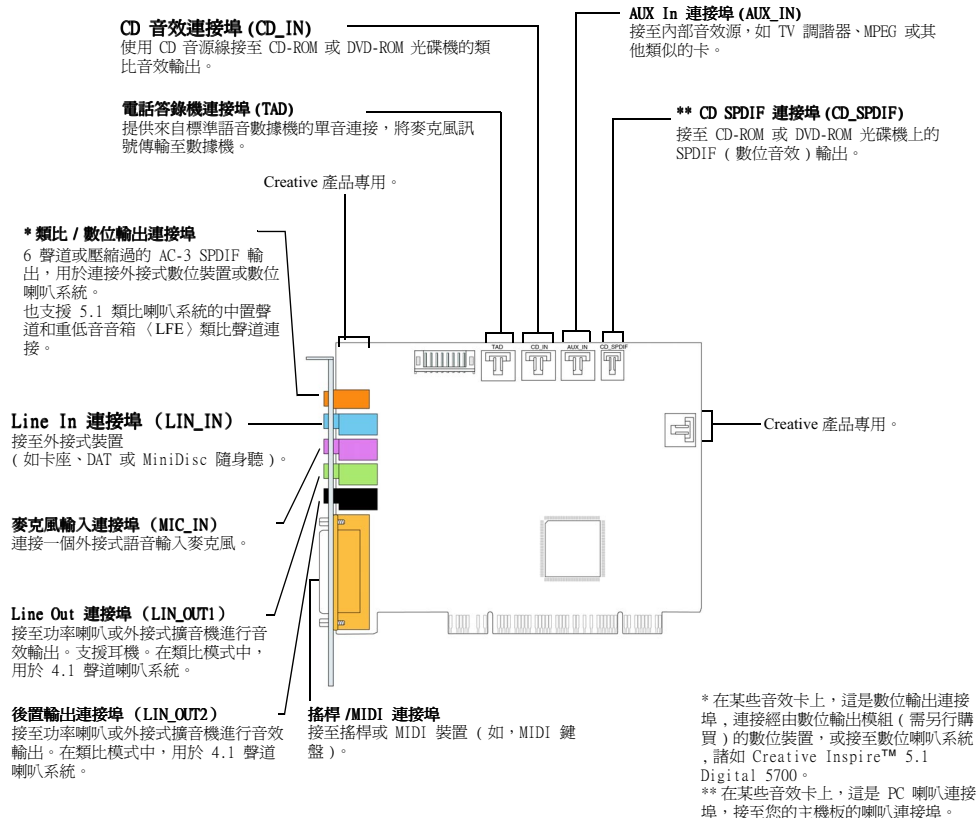 CD 音效連接埠 (CD_IN)
使用 CD 音源線接至 CD-ROM 或 DVD-ROM 光碟機的類
比音效輸出。
AUX In 連接埠 (AUX_IN)
接至內部音效源，如 TV 調諧器、MPEG 或其
他類似的卡。
電話答錄機連接埠 (TAD)
提供來自標準語音數據機的單音連接，將麥克風訊
號傳輸至數據機。
** CD SPDIF 連接埠 (CD_SPDIF)
接至 CD-ROM 或 DVD-ROM 光碟機上的
SPDIF ( 數位音效 ) 輸出。
Creative 產品專用。
* 類比 / 數位輸出連接埠
6 聲道或壓縮過的 AC-3 SPDIF 輸
出，用於連接外接式數位裝置或數位
喇叭系統。
也支援 5.1 類比喇叭系統的中置聲
道和重低音音箱〈LFE〉類比聲道連
接。
TAD
CD_IN
AUX_IN
CD_SPDIF
Line In 連接埠 （LIN_IN）
接至外接式裝置
( 如卡座、DAT 或 MiniDisc 隨身聽 )。
Creative 產品專用。
麥克風輸入連接埠 （MIC_IN）
連接一個外接式語音輸入麥克風。
Line Out 連接埠 （LIN_OUT1）
接至功率喇叭或外接式擴音機進行音
效輸出。支援耳機。在類比模式中，
用於 4.1 聲道喇叭系統。
後置輸出連接埠 （LIN_OUT2）
接至功率喇叭或外接式擴音機進行音效
輸出。在類比模式中，用於 4.1 聲道
喇叭系統。
搖桿 /MIDI 連接埠
接至搖桿或 MIDI 裝置 ( 如，MIDI 鍵
盤 )。
* 在某些音效卡上，這是數位輸出連接
埠 , 連接經由數位輸出模組 ( 需另行購
買 ) 的數位裝置，或接至數位喇叭系統
, 諸如 Creative Inspire™ 5.1
Digital 5700。
** 在某些音效卡上，這是 PC 喇叭連接
埠，接至您的主機板的喇叭連接埠。